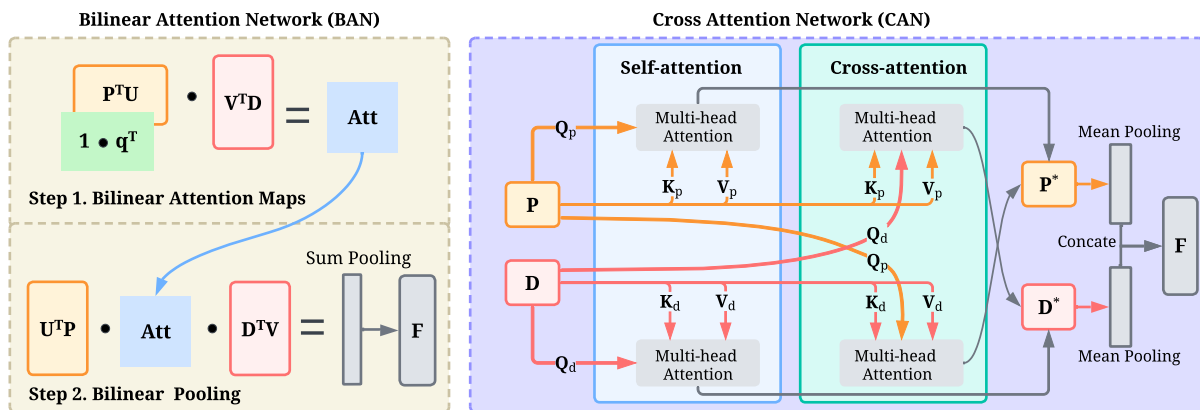 Bilinear Attention Network (BAN)
PᵀU
1 • qᵀ
•
VᵀD
=
Att
Step 1. Bilinear Attention Maps
Sum Pooling
UᵀP
•
Att
•
DᵀV
=
F
Step 2. Bilinear Pooling
Cross Attention Network (CAN)
Self-attention
Cross-attention
Multi-head
Attention
Multi-head
Attention
Qp
Kp
Vp
Kp
Vp
P
Qd
Qp
D
Kd
Vd
Kd
Vd
Qd
Multi-head
Attention
Multi-head
Attention
Mean Pooling
P*
Concate
F
D*
Mean Pooling